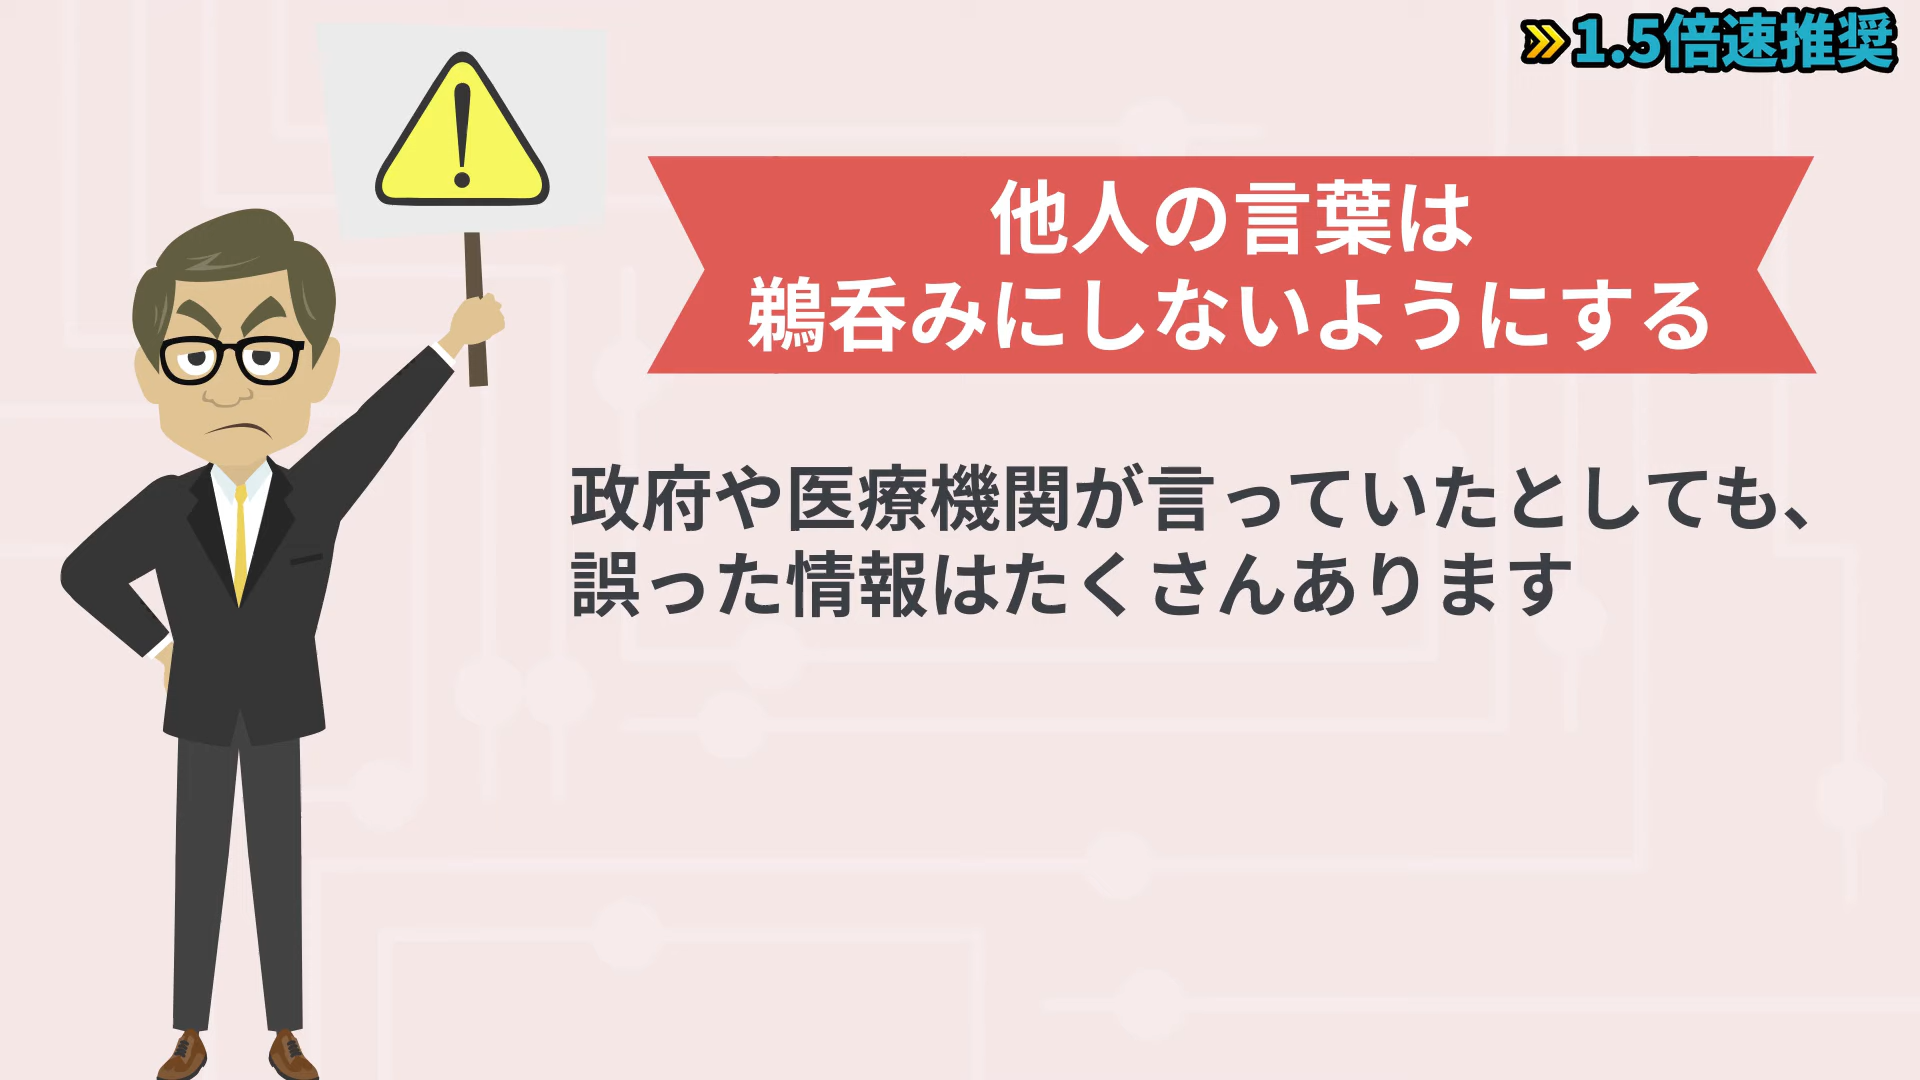 1.5倍速推奨
他人の言葉は
鵜呑みにしないようにする
政府や医療機関が言っていたとしても、
誤った情報はたくさんあります